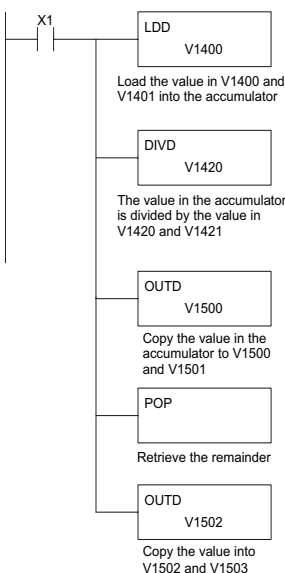 X1
LDD
V1400
Load the value in V1400 and
V1401 into the accumulator
DIVD
V1420
The value in the accumulator
is divided by the value in
V1420 and V1421
OUTD
V1500
Copy the value in the
accumulator to V1500
and V1501
POP
Retrieve the remainder
OUTD
V1502
Copy the value into
V1502 and V1503